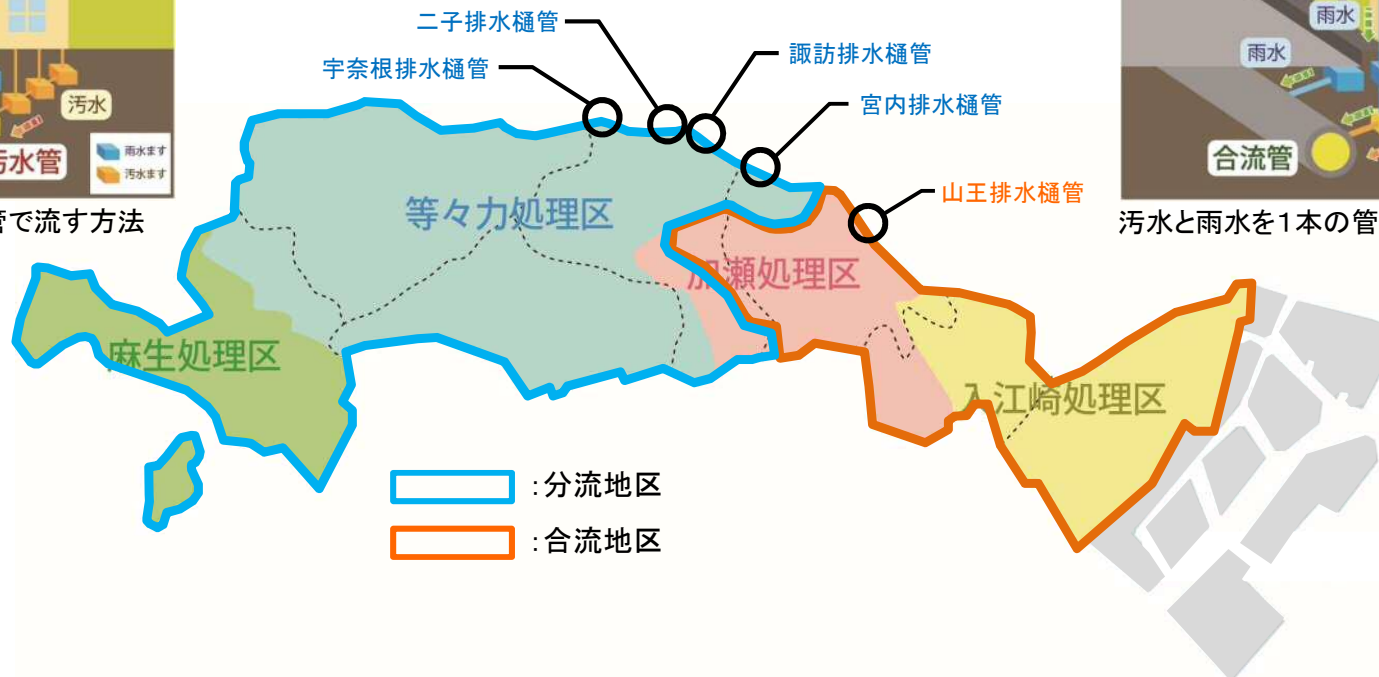 汚水
汚水管
雨水ます
汚水ます
管で流す方法
二子排水樋管
宇奈根排水樋管
諏訪排水樋管
宮内排水樋管
山王排水樋管
雨水
雨水
合流管
汚水と雨水を1本の管
等々力処理区
加瀬処理区
麻生処理区
入江崎処理区
:分流地区
:合流地区